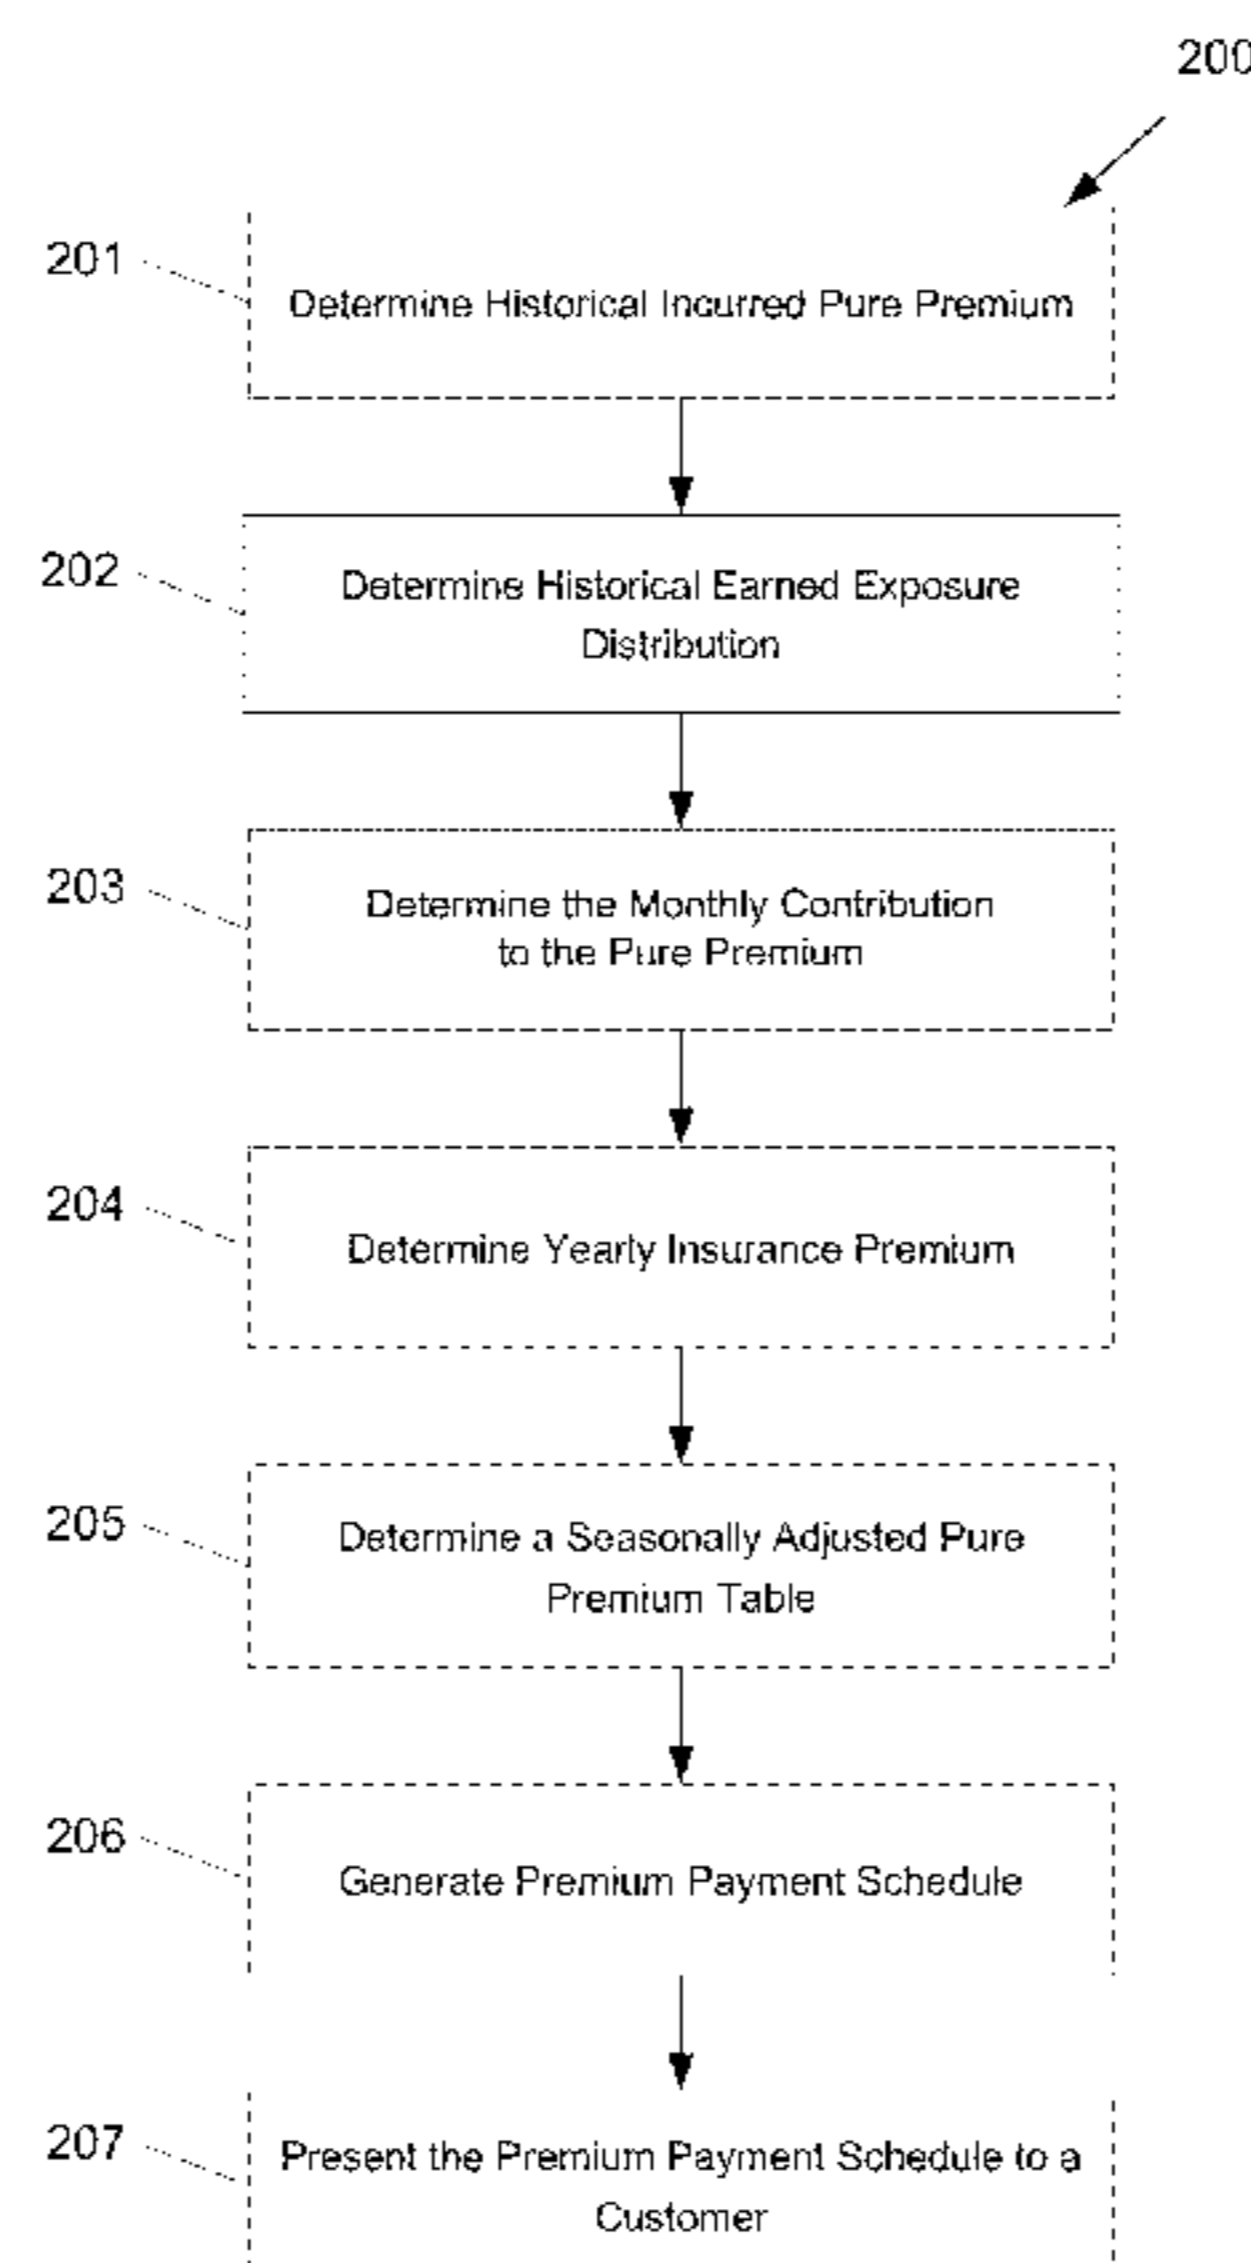 200
201
Determine Historical Incurred Pure Premium
202
Determine Historical Earned Exposure
Distribution
203
Determine the Monthly Contribution
to the Pure Premium
204
Determine Yearly Insurance Premium
205
Determine a Seasonally Adjusted Pure
Premium Table
206
Generate Premium Payment Schedule
207
Present the Premium Payment Schedule to a
Customer